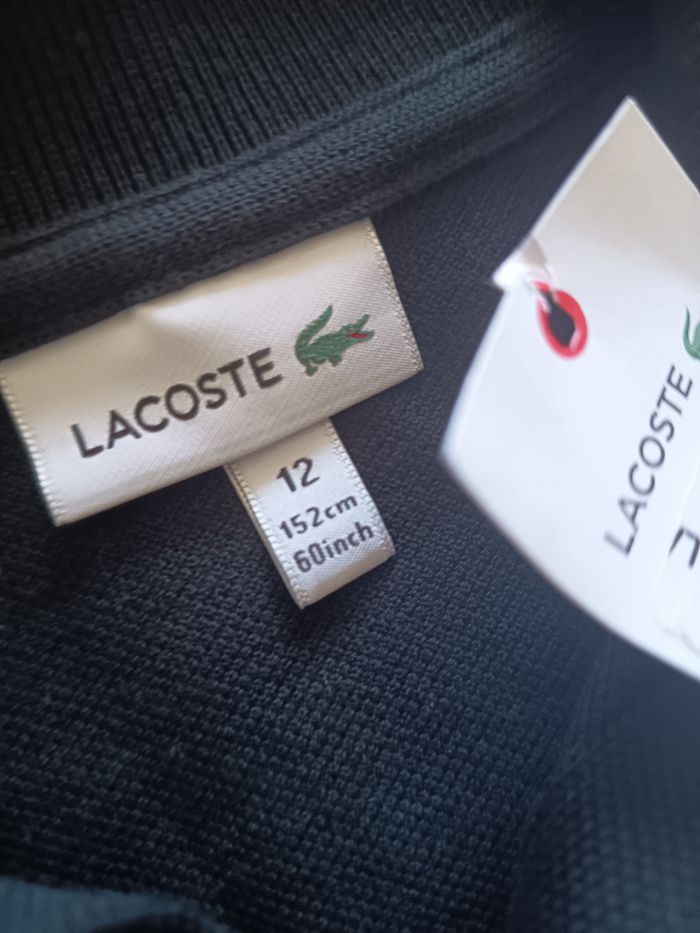 LACOSTE
12
152cm
60inch
LACOSTE